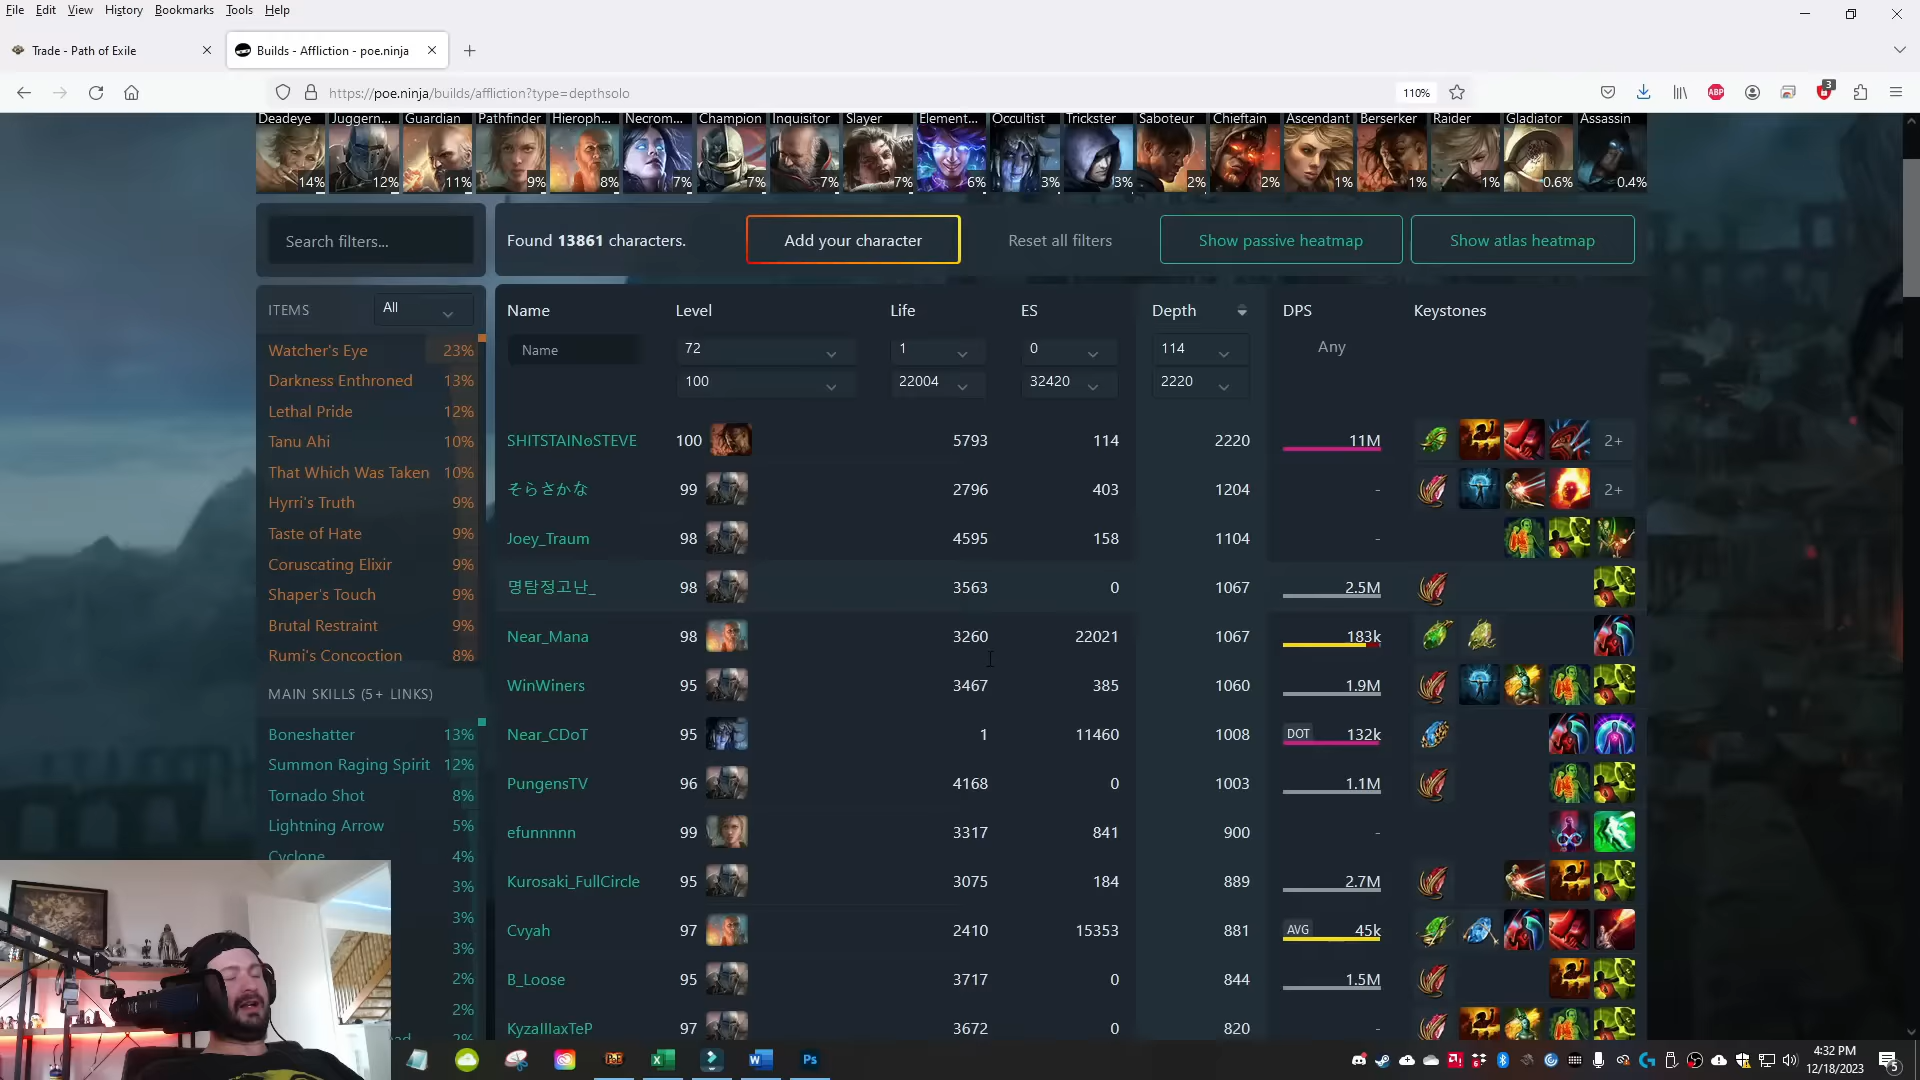 File Edit View History Bookmarks Tools Help
Trade - Path of Exile
Builds - Affliction - poe.ninja
https://poe.ninja/builds/affliction?type=depthsolo
110%
3
Deadeye Juggern... Guardian Pathfinder Hieroph... Necrom... Champion Inquisitor Slayer Element... Occultist Trickster Saboteur Chieftain Ascendant Berserker Raider Gladiator Assassin
14% 12% 11% 9% 8% 7% 7% 7% 7% 6% 3% 3% 2% 2% 1% 1% 1% 0.6% 0.4%
Search filters...
Found 13861 characters.
Add your character
Reset all filters
Show passive heatmap
Show atlas heatmap
ITEMS All
Watcher's Eye 23%
Darkness Enthroned 13%
Lethal Pride 12%
Tanu Ahi 10%
That Which Was Taken 10%
Hyrri's Truth 9%
Taste of Hate 9%
Coruscating Elixir 9%
Shaper's Touch 9%
Brutal Restraint 9%
Rumi's Concoction 8%
MAIN SKILLS (5+ LINKS)
Boneshatter 13%
Summon Raging Spirit 12%
Tornado Shot 8%
Lightning Arrow 5%
Cyclone 4%
3%
3%
3%
2%
2%
Name Level Life ES Depth DPS Keystones
Name 72 1 0 114 Any
100 22004 32420 2220
SHITSTAINoSTEVE 100 5793 114 2220 11M 2+
そらさかな 99 2796 403 1204 - 2+
Joey_Traum 98 4595 158 1104 -
명탐정고난_ 98 3563 0 1067 2.5M
Near_Mana 98 3260 22021 1067 183k
WinWiners 95 3467 385 1060 1.9M
Near_CDoT 95 1 11460 1008 DOT 132k
PungensTV 96 4168 0 1003 1.1M
efunnnnn 99 3317 841 900 -
Kurosaki_FullCircle 95 3075 184 889 2.7M
Cvyah 97 2410 15353 881 AVG 45k
B_Loose 95 3717 0 844 1.5M
KyzaIIIaxTeP 97 3672 0 820 -
4:32 PM
12/18/2023
5